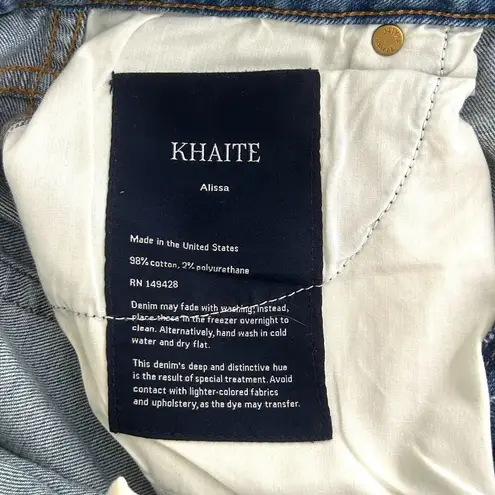 KHAITE
Alissa
Made in the United States
98% cotton, 2% polyurethane
RN 149428
Denim may fade with washing; instead,
place these in the freezer overnight to
clean. Alternatively, hand wash in cold
water and dry flat.
This denim's deep and distinctive hue
is the result of special treatment. Avoid
contact with lighter-colored fabrics
and upholstery, as the dye may transfer.